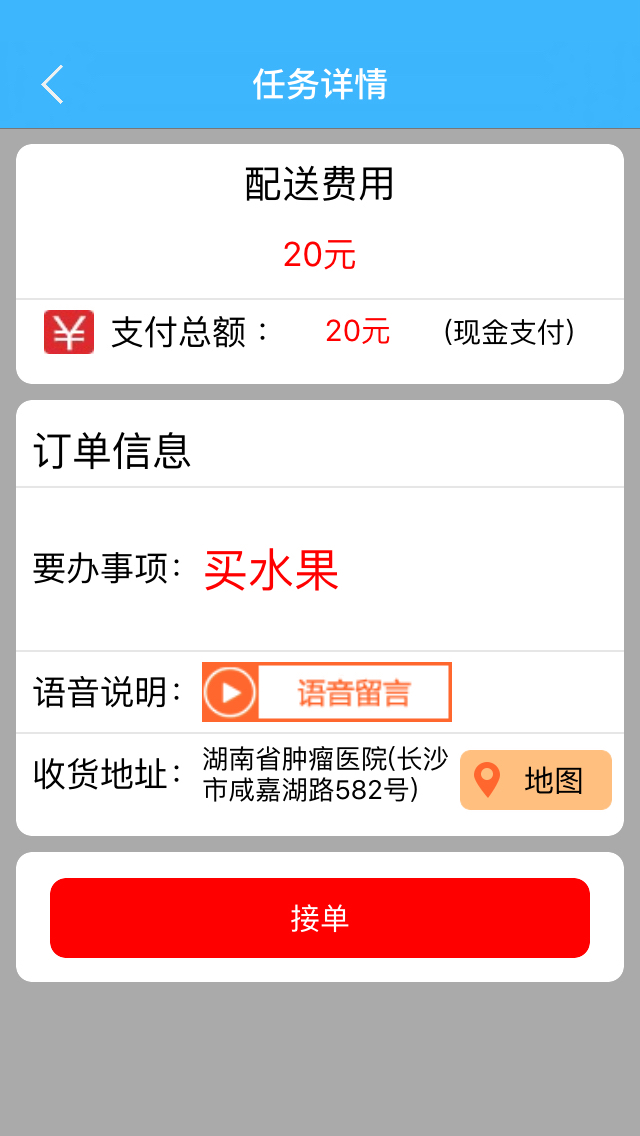 任务详情
配送费用
20元
支付总额： 20元 (现金支付)
订单信息
要办事项: 买水果
语音说明: 语音留言
收货地址: 湖南省肿瘤医院(长沙
市咸嘉湖路582号) 地图
接单